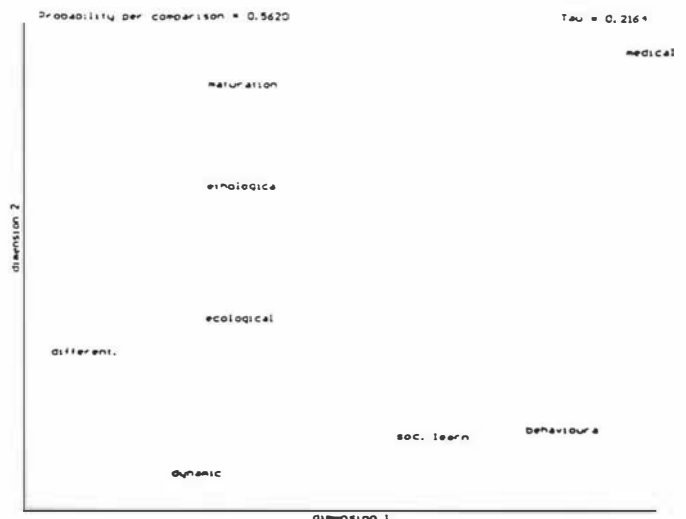 Probability per comparison = 0.5620
Tau = 0.2164
medical
maturation
ethologica
dimension 2
ecological
different.
behavioura
soc. learn
dynamic
dimension 1